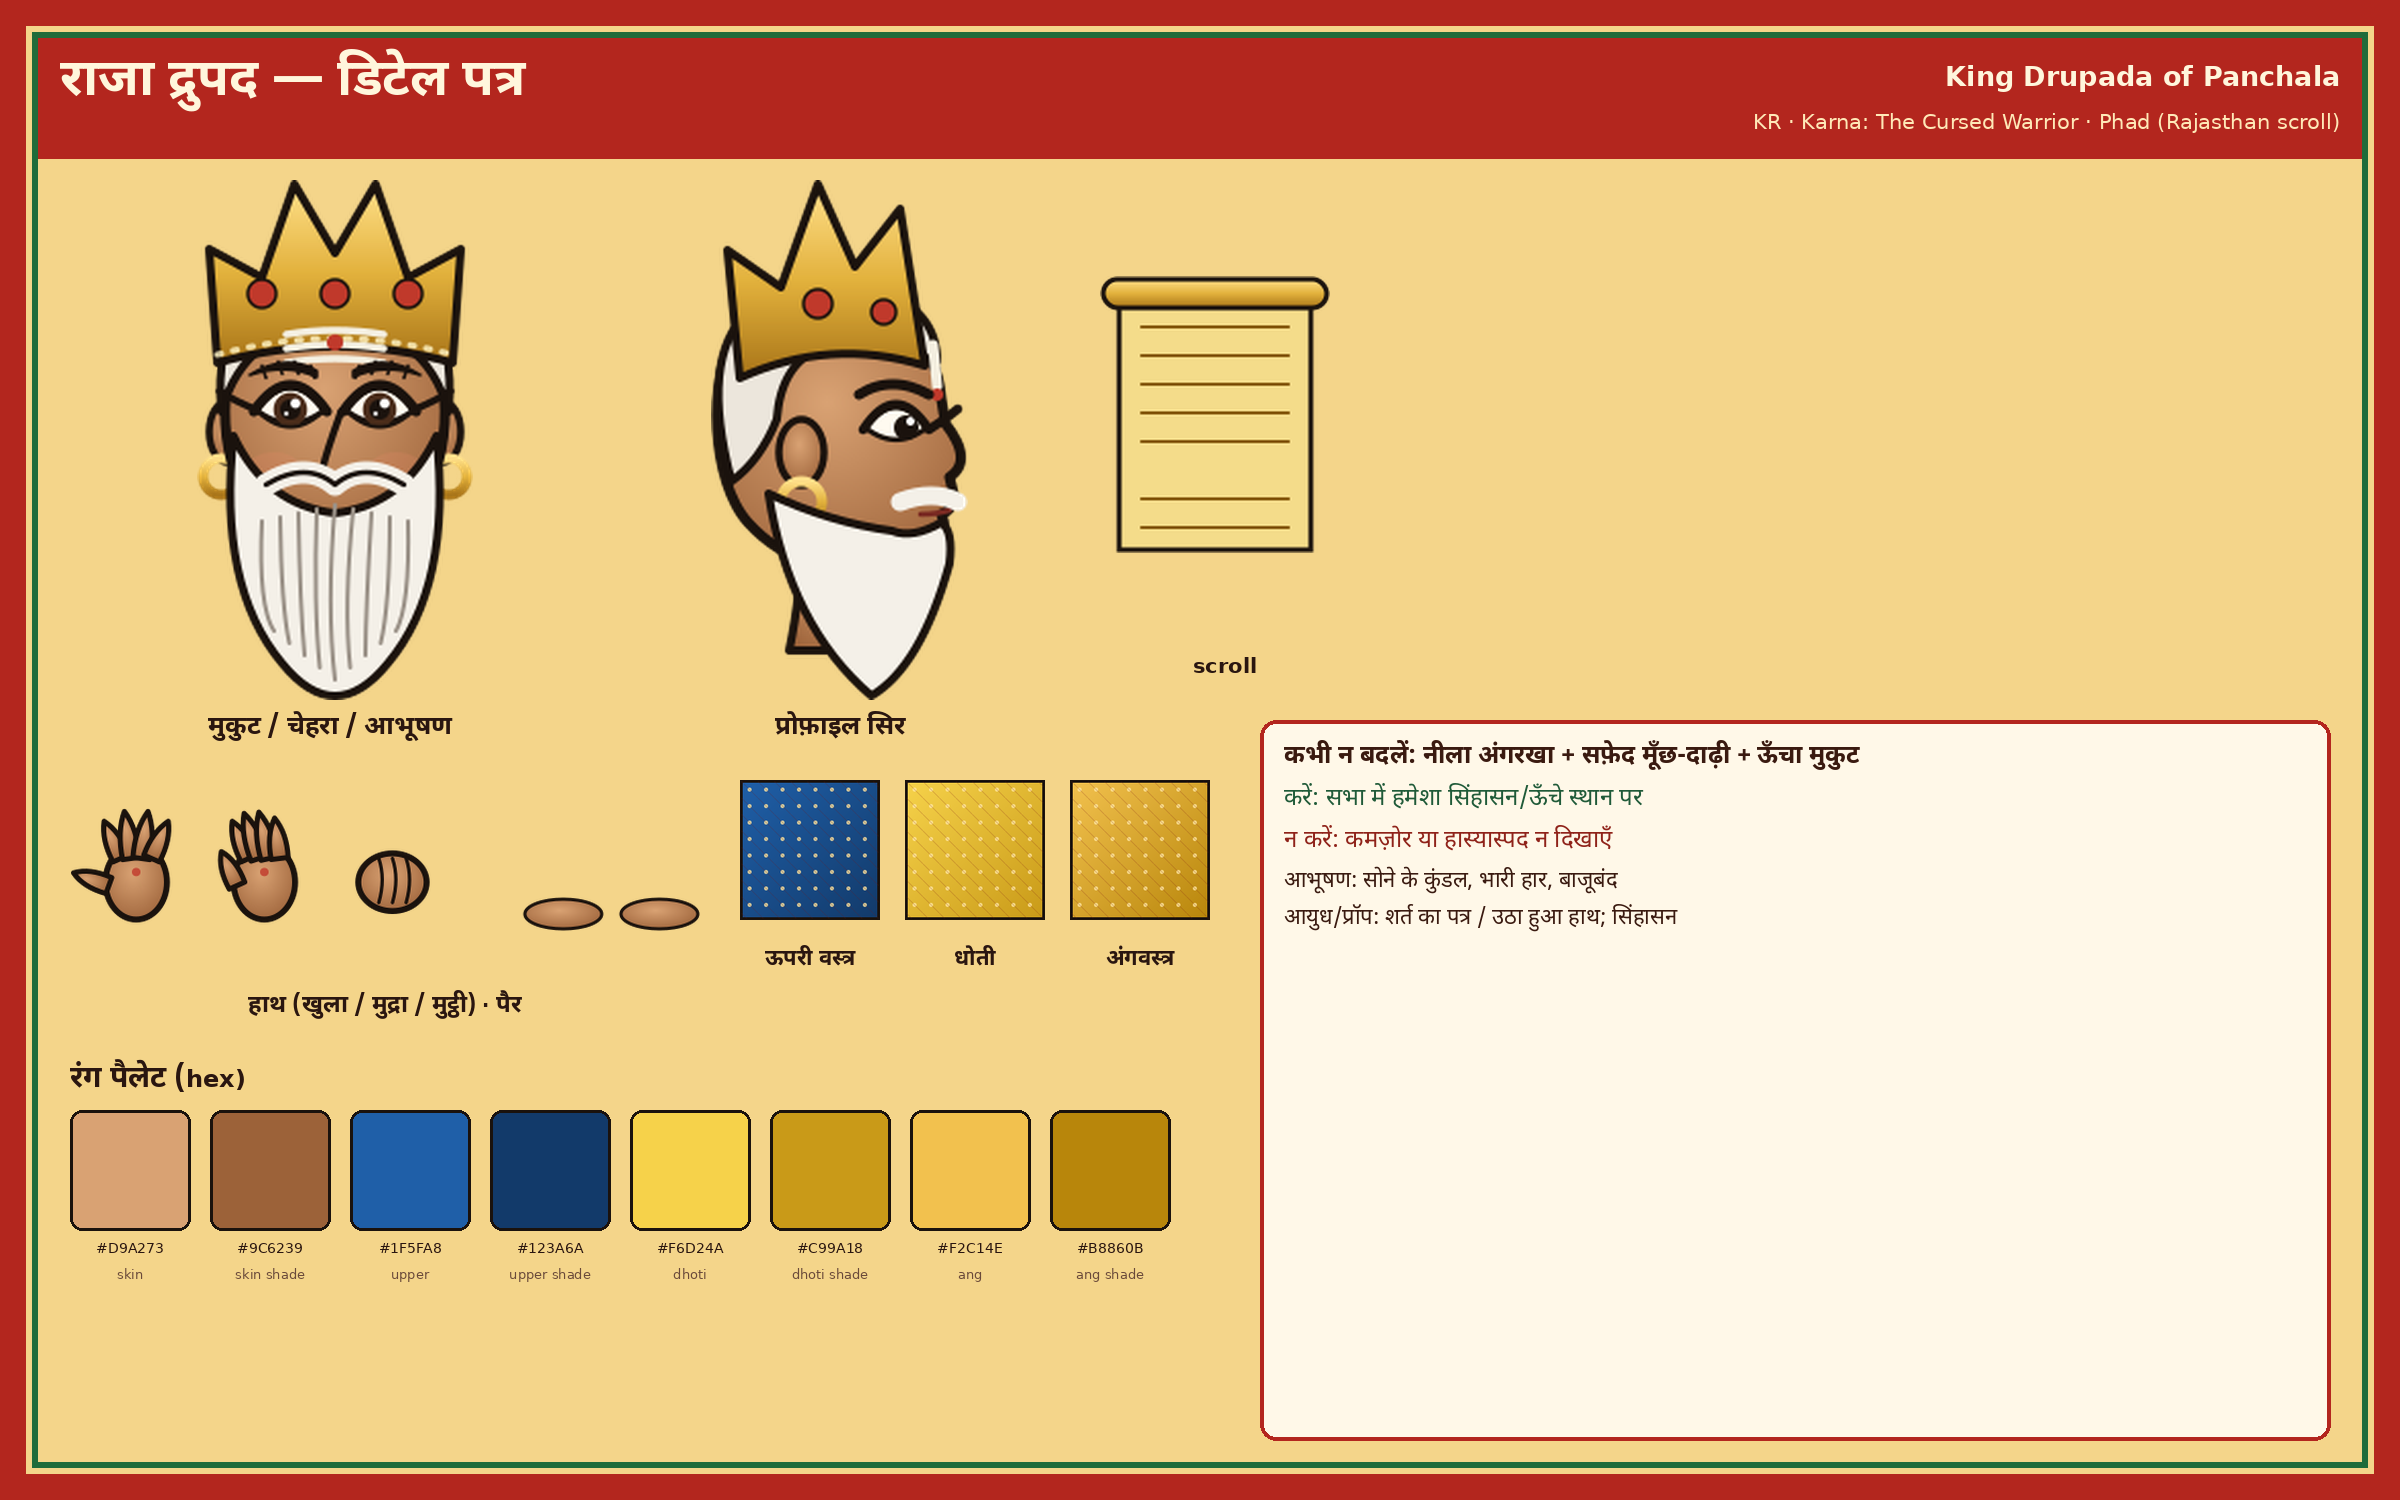 राजा द्रुपद — डिटेल पत्र
King Drupada of Panchala
KR · Karna: The Cursed Warrior · Phad (Rajasthan scroll)
scroll
मुकुट / चेहरा / आभूषण
प्रोफ़ाइल सिर
कभी न बदलें: नीला अंगरखा + सफ़ेद मूँछ-दाढ़ी + ऊँचा मुकुट
करें: सभा में हमेशा सिंहासन/ऊँचे स्थान पर
न करें: कमज़ोर या हास्यास्पद न दिखाएँ
आभूषण: सोने के कुंडल, भारी हार, बाजूबंद
आयुध/प्रॉप: शर्त का पत्र / उठा हुआ हाथ; सिंहासन
ऊपरी वस्त्र
धोती
अंगवस्त्र
हाथ (खुला / मुद्रा / मुट्ठी) · पैर
रंग पैलेट (hex)
#D9A273
#9C6239
#1F5FA8
#123A6A
#F6D24A
#C99A18
#F2C14E
#B8860B
skin
skin shade
upper
upper shade
dhoti
dhoti shade
ang
ang shade